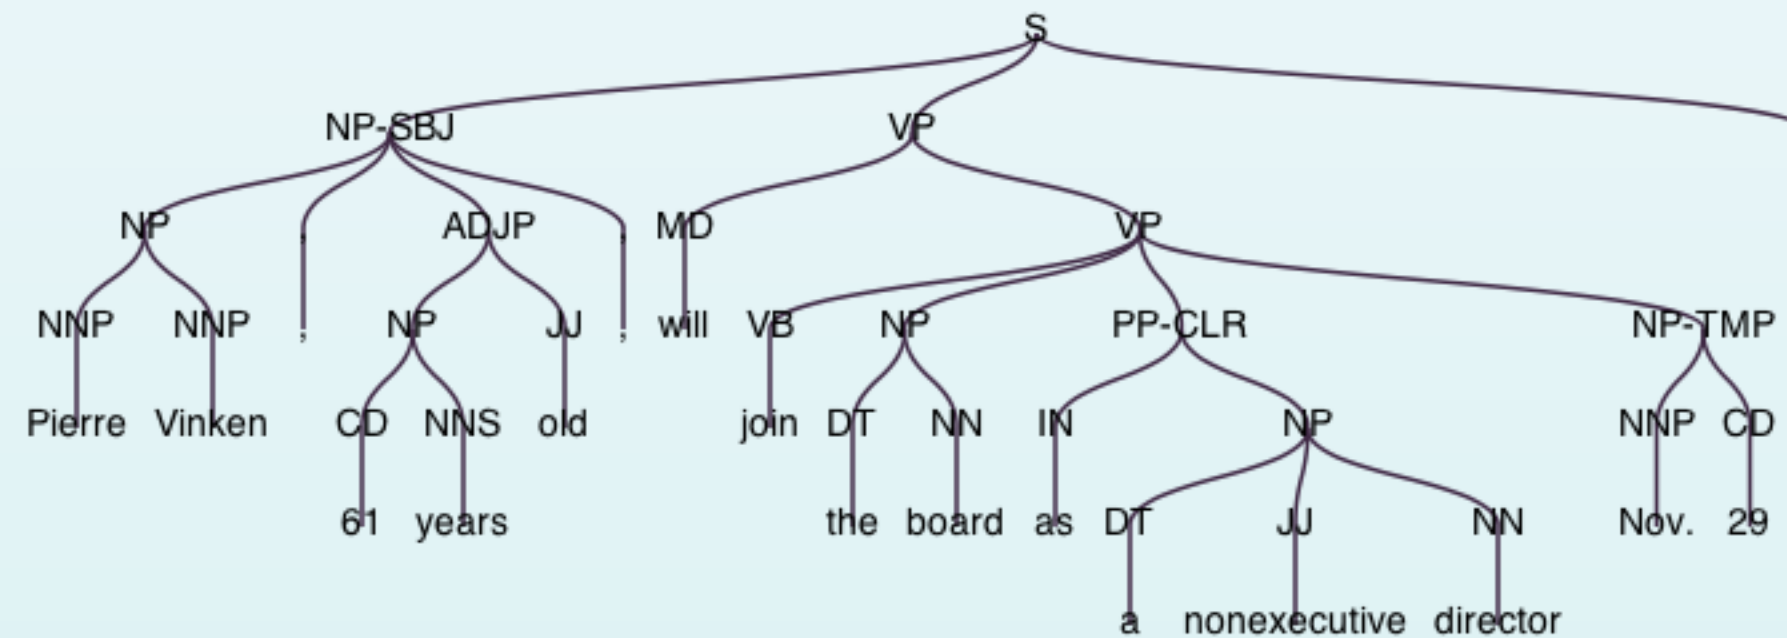 S
NP-SBJ VP
NP , ADJP , MD VP
NNP NNP , NP JJ , will VB NP PP-CLR NP-TMP
Pierre Vinken CD NNS old join DT NN IN NP NNP CD
61 years the board as DT JJ NN Nov. 29
a nonexecutive director